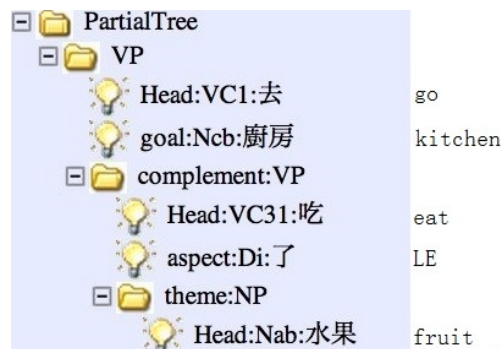 PartialTree
VP
Head:VC1:去 go
goal:Ncb:廚房 kitchen
complement:VP
Head:VC31:吃 eat
aspect:Di:了 LE
theme:NP
Head:Nab:水果 fruit